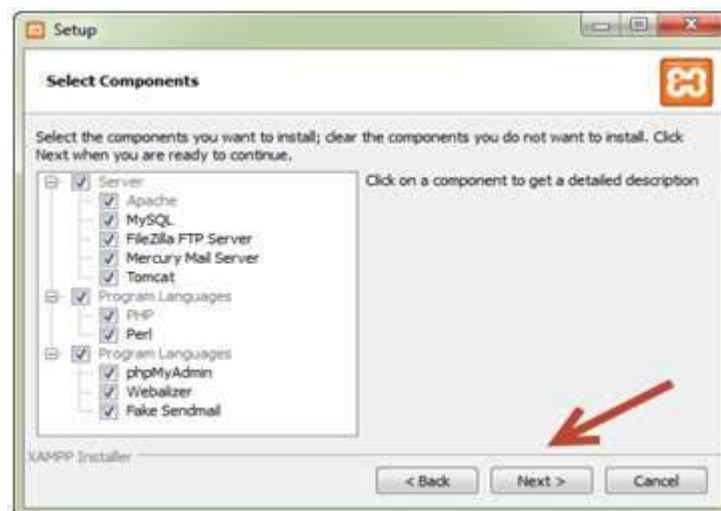 Setup
Select Components
Select the components you want to install; clear the components you do not want to install. Click
Next when you are ready to continue.
Server
Apache
MySQL
FileZilla FTP Server
Mercury Mail Server
Tomcat
Program Languages
PHP
Perl
Program Languages
phpMyAdmin
Webalizer
Fake Sendmail
Click on a component to get a detailed description
XAMPP Installer
< Back
Next >
Cancel